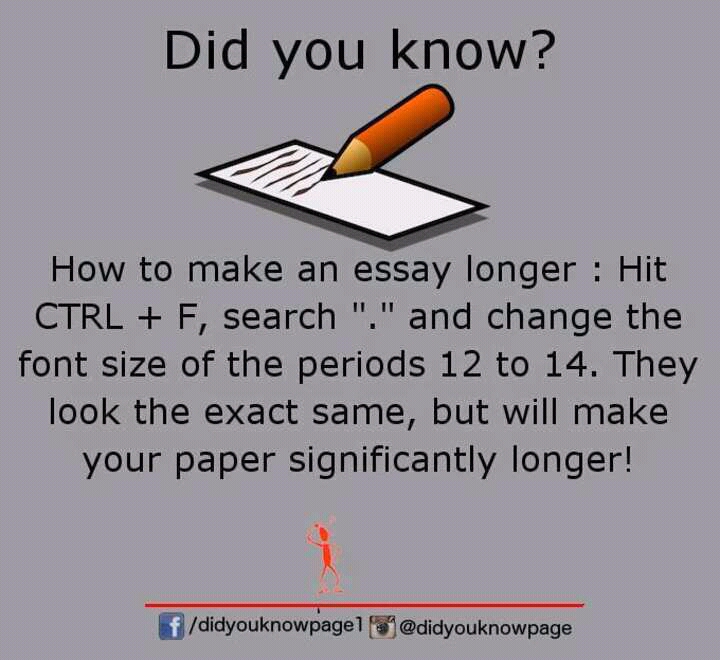 Did you know?
How to make an essay longer : Hit
CTRL + F, search "." and change the
font size of the periods 12 to 14. They
look the exact same, but will make
your paper significantly longer!
f /didyouknowpage1 @didyouknowpage